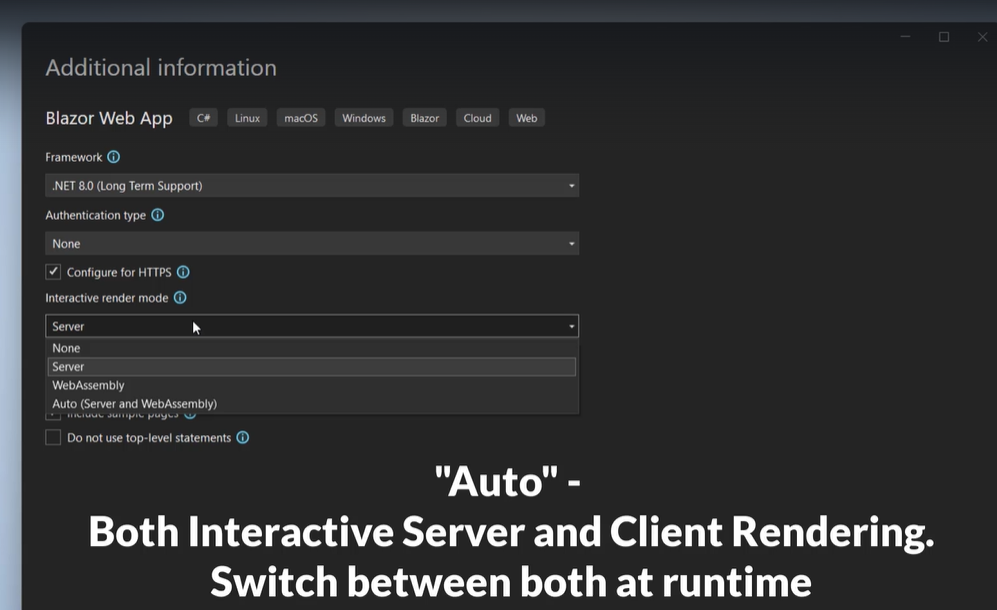 Additional information
Blazor Web App C# Linux macOS Windows Blazor Cloud Web
Framework
.NET 8.0 (Long Term Support)
Authentication type
None
Configure for HTTPS
Interactive render mode
Server
None
Server
WebAssembly
Auto (Server and WebAssembly)
Include sample pages
Do not use top-level statements
"Auto" -
Both Interactive Server and Client Rendering.
Switch between both at runtime